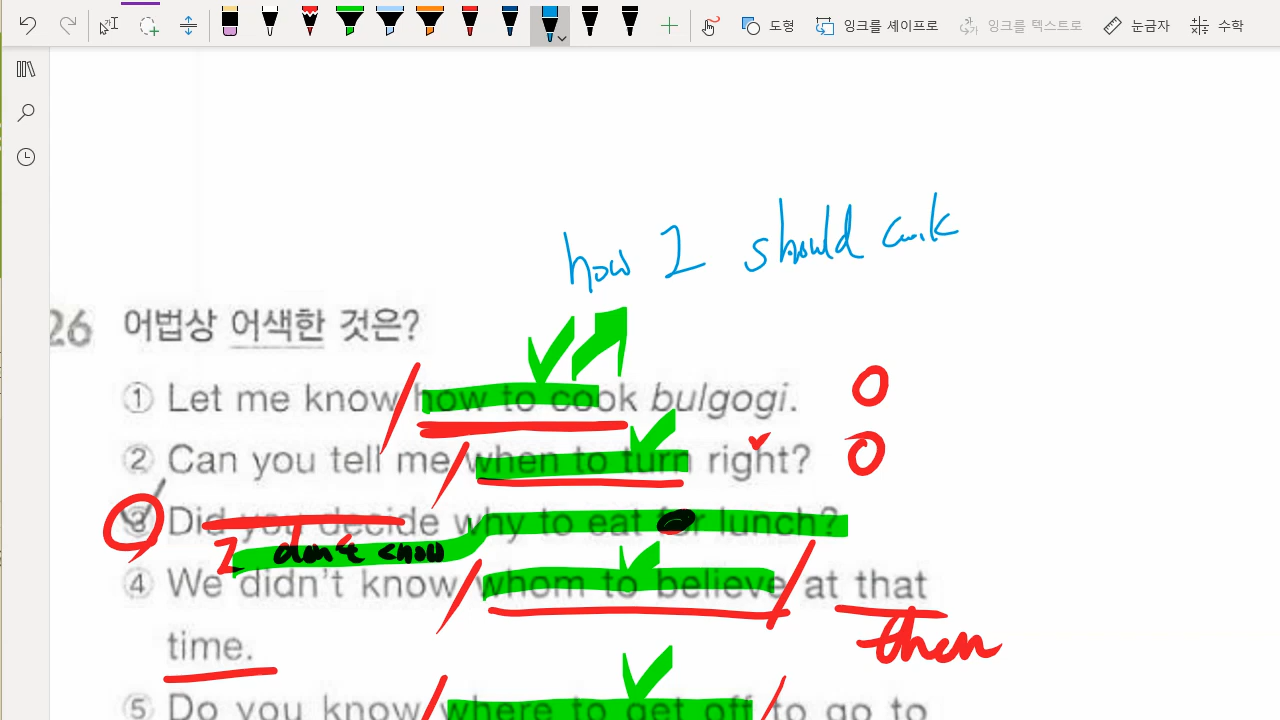 도형 잉크를 셰이프로 잉크를 텍스트로 눈금자 수학
how I should cook
26 어법상 어색한 것은?
① Let me know how to cook bulgogi.
② Can you tell me when to turn right?
③ Did you decide why to eat for lunch?
I don't know
④ We didn't know whom to believe at that
then
time.
⑤ Do you know where to get off to go to